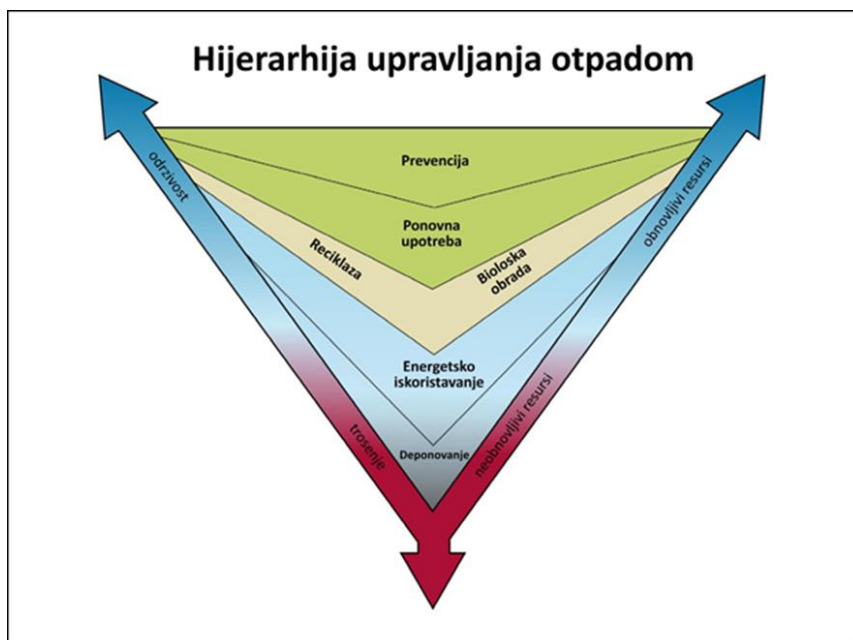 Hijerarhija upravljanja otpadom
odrzivost
obnovljivi resursi
Prevencija
Ponovna
upotreba
Reciklaza
Bioloska
obrada
Energetsko
iskoristavanje
trosenje
neobnovljivi resursi
Deponovanje